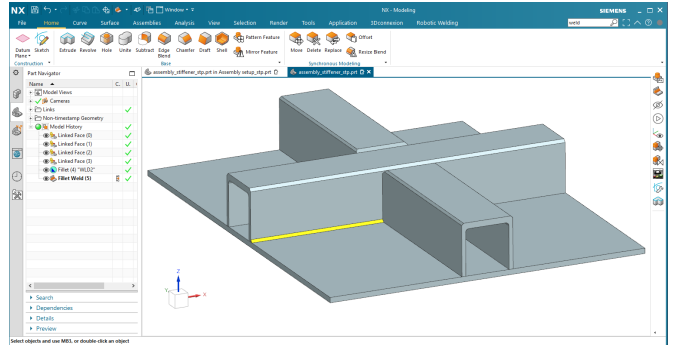 NX Window NX - Modeling SIEMENS
File Home Curve Surface Assemblies Analysis View Selection Render Tools Application 3Dconnexion Robotic Welding weld
Pattern Feature Offset
Mirror Feature Resize Blend
Datum Plane Sketch Extrude Revolve Hole Unite Subtract Edge Blend Chamfer Draft Shell Move Delete Replace
Construction Base Synchronous Modeling
Part Navigator assembly_stiffener_stp.prt in Assembly setup_stp.prt assembly_stiffener_stp.prt
Name C. U.
Model Views
Cameras
Links
Non-timestamp Geometry
Model History
Linked Face (0)
Linked Face (1)
Linked Face (2)
Linked Face (3)
Fillet (4) "WLD2"
Fillet Weld (5)
Z
Y X
Search
Dependencies
Details
Preview
Select objects and use MB3, or double-click an object